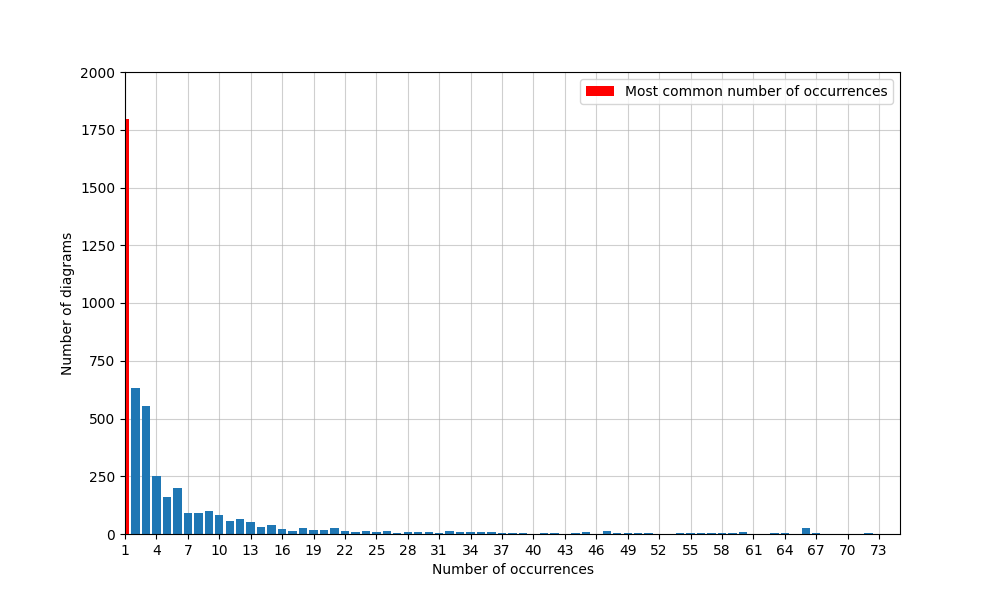 Most common number of occurrences
Number of diagrams
2000
1750
1500
1250
1000
750
500
250
0
1 4 7 10 13 16 19 22 25 28 31 34 37 40 43 46 49 52 55 58 61 64 67 70 73
Number of occurrences